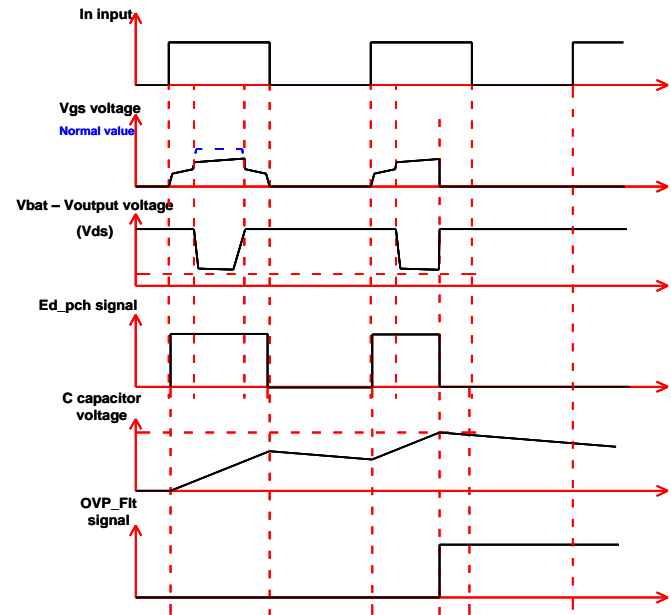 In input
Vgs voltage
Normal value
Vbat – Voutput voltage
(Vds)
Ed_pch signal
C capacitor
voltage
OVP_Flt
signal